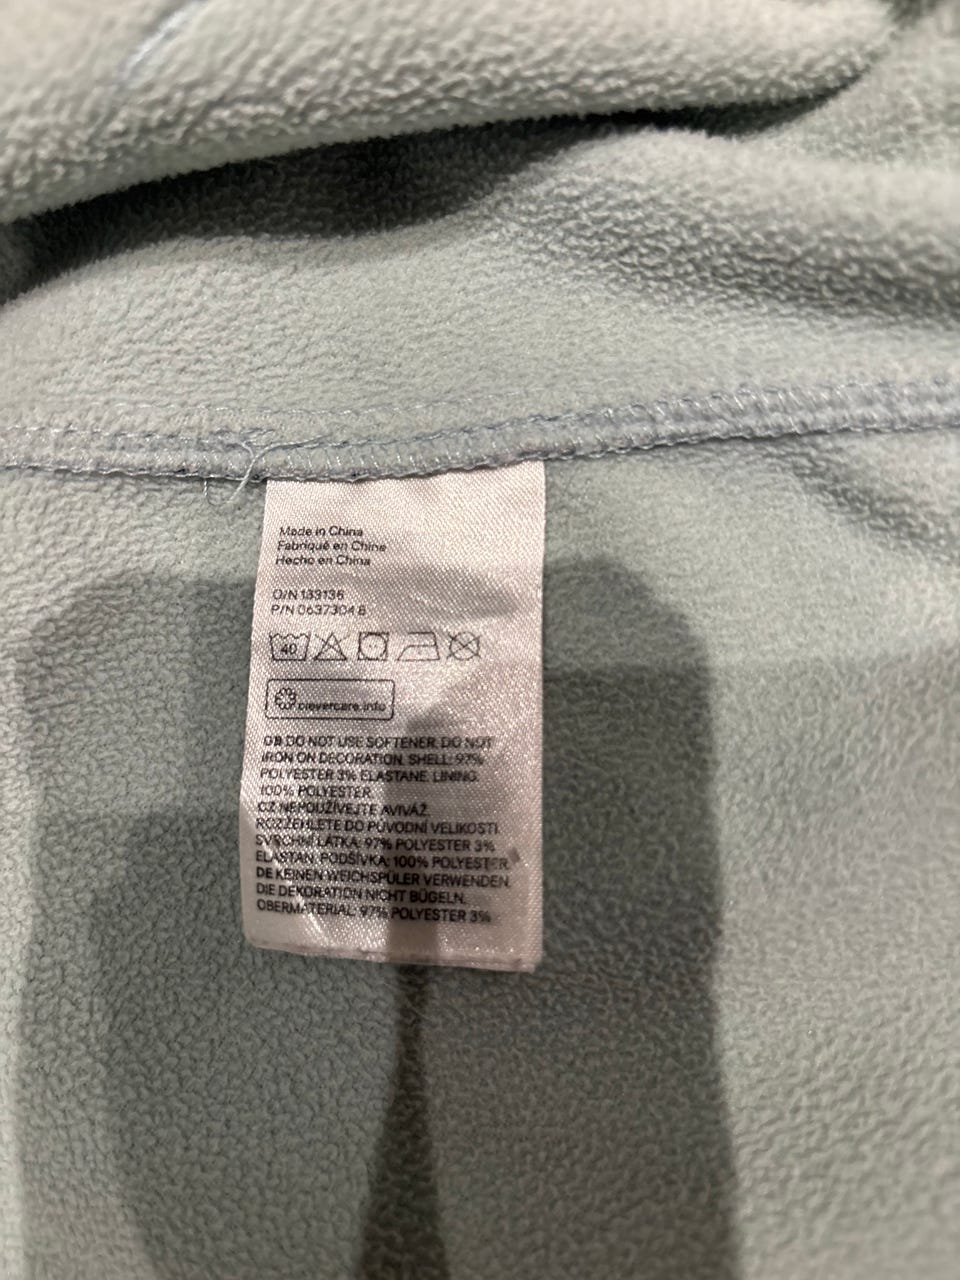 Made in China
Fabriqué en Chine
Hecho en China
O/N 133136
P/N 0637304 8
40
clevercare.info
GB DO NOT USE SOFTENER. DO NOT
IRON ON DECORATION. SHELL: 97%
POLYESTER 3% ELASTANE. LINING:
100% POLYESTER.
CZ NEPOUŽÍVEJTE AVIVÁŽ.
ROZŽEHLETE DO PŮVODNÍ VELIKOSTI.
SVRCHNÍ LÁTKA: 97% POLYESTER 3%
ELASTAN. PODŠÍVKA: 100% POLYESTER.
DE KEINEN WEICHSPÜLER VERWENDEN.
DIE DEKORATION NICHT BÜGELN.
OBERMATERIAL: 97% POLYESTER 3%